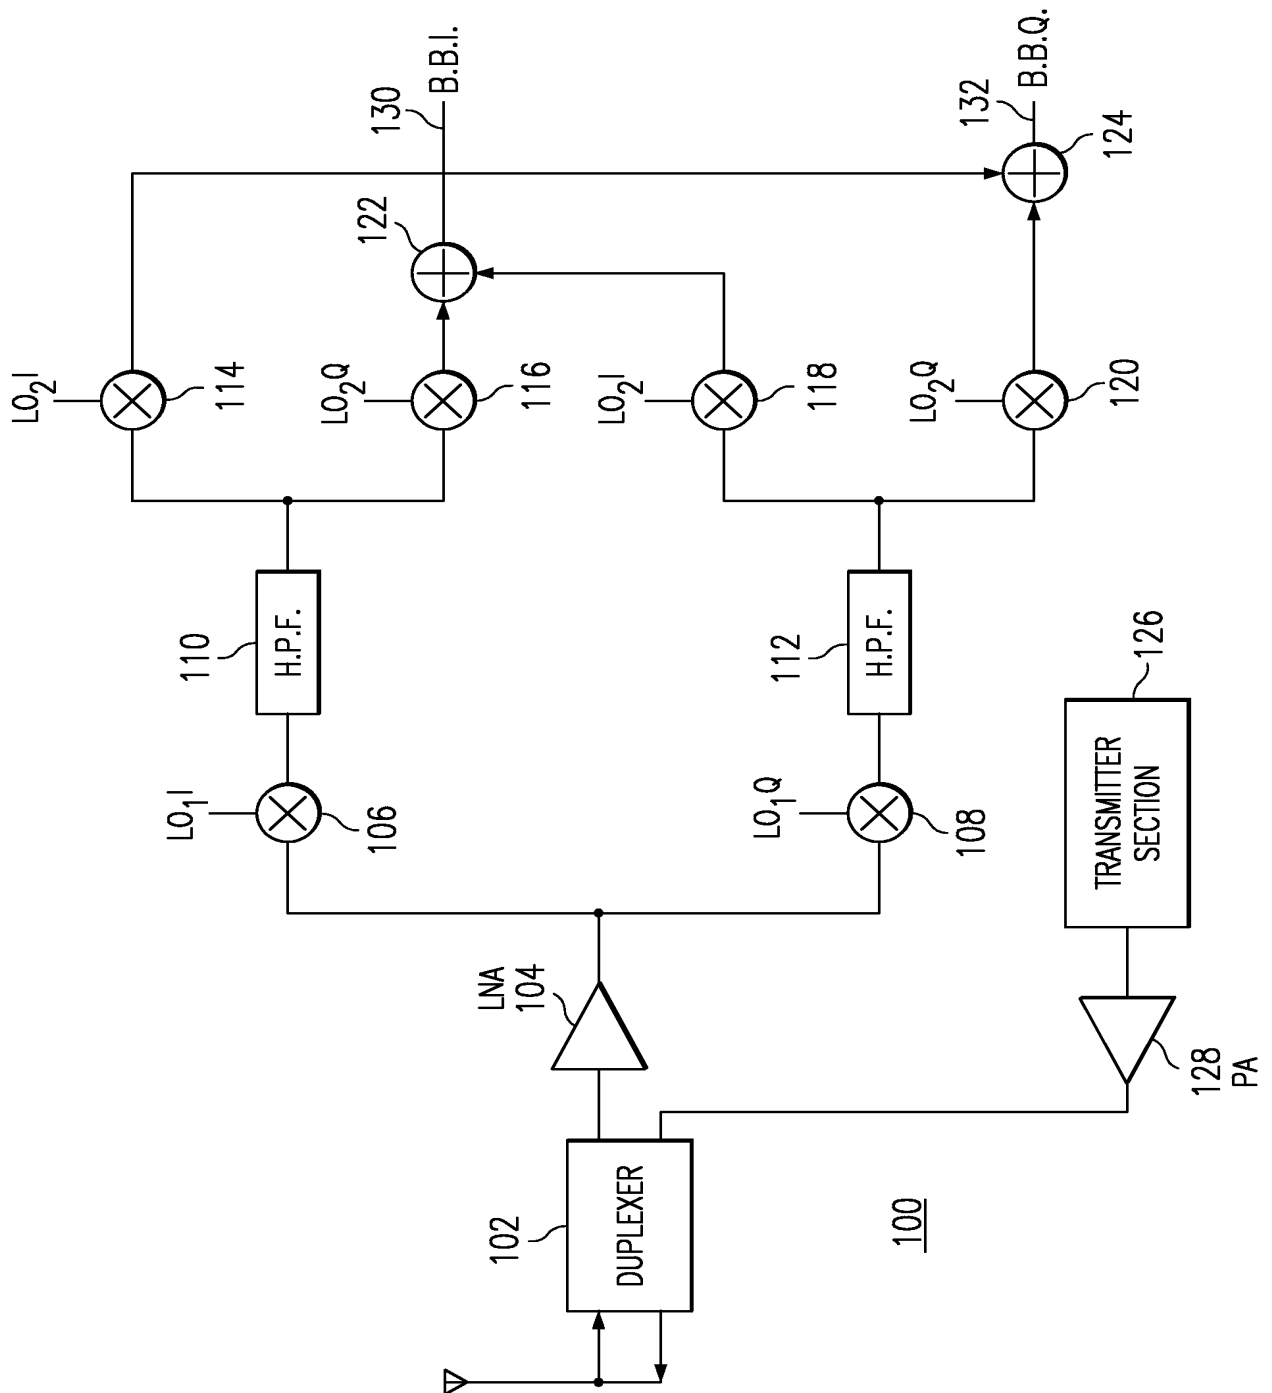 102
DUPLEXER
LNA
104
LO1I
106
110
H.P.F.
LO2I
114
LO2Q
116
122
130
B.B.I.
LO1Q
108
112
H.P.F.
LO2I
118
LO2Q
120
132
B.B.Q.
124
128
PA
TRANSMITTER
SECTION
126
100